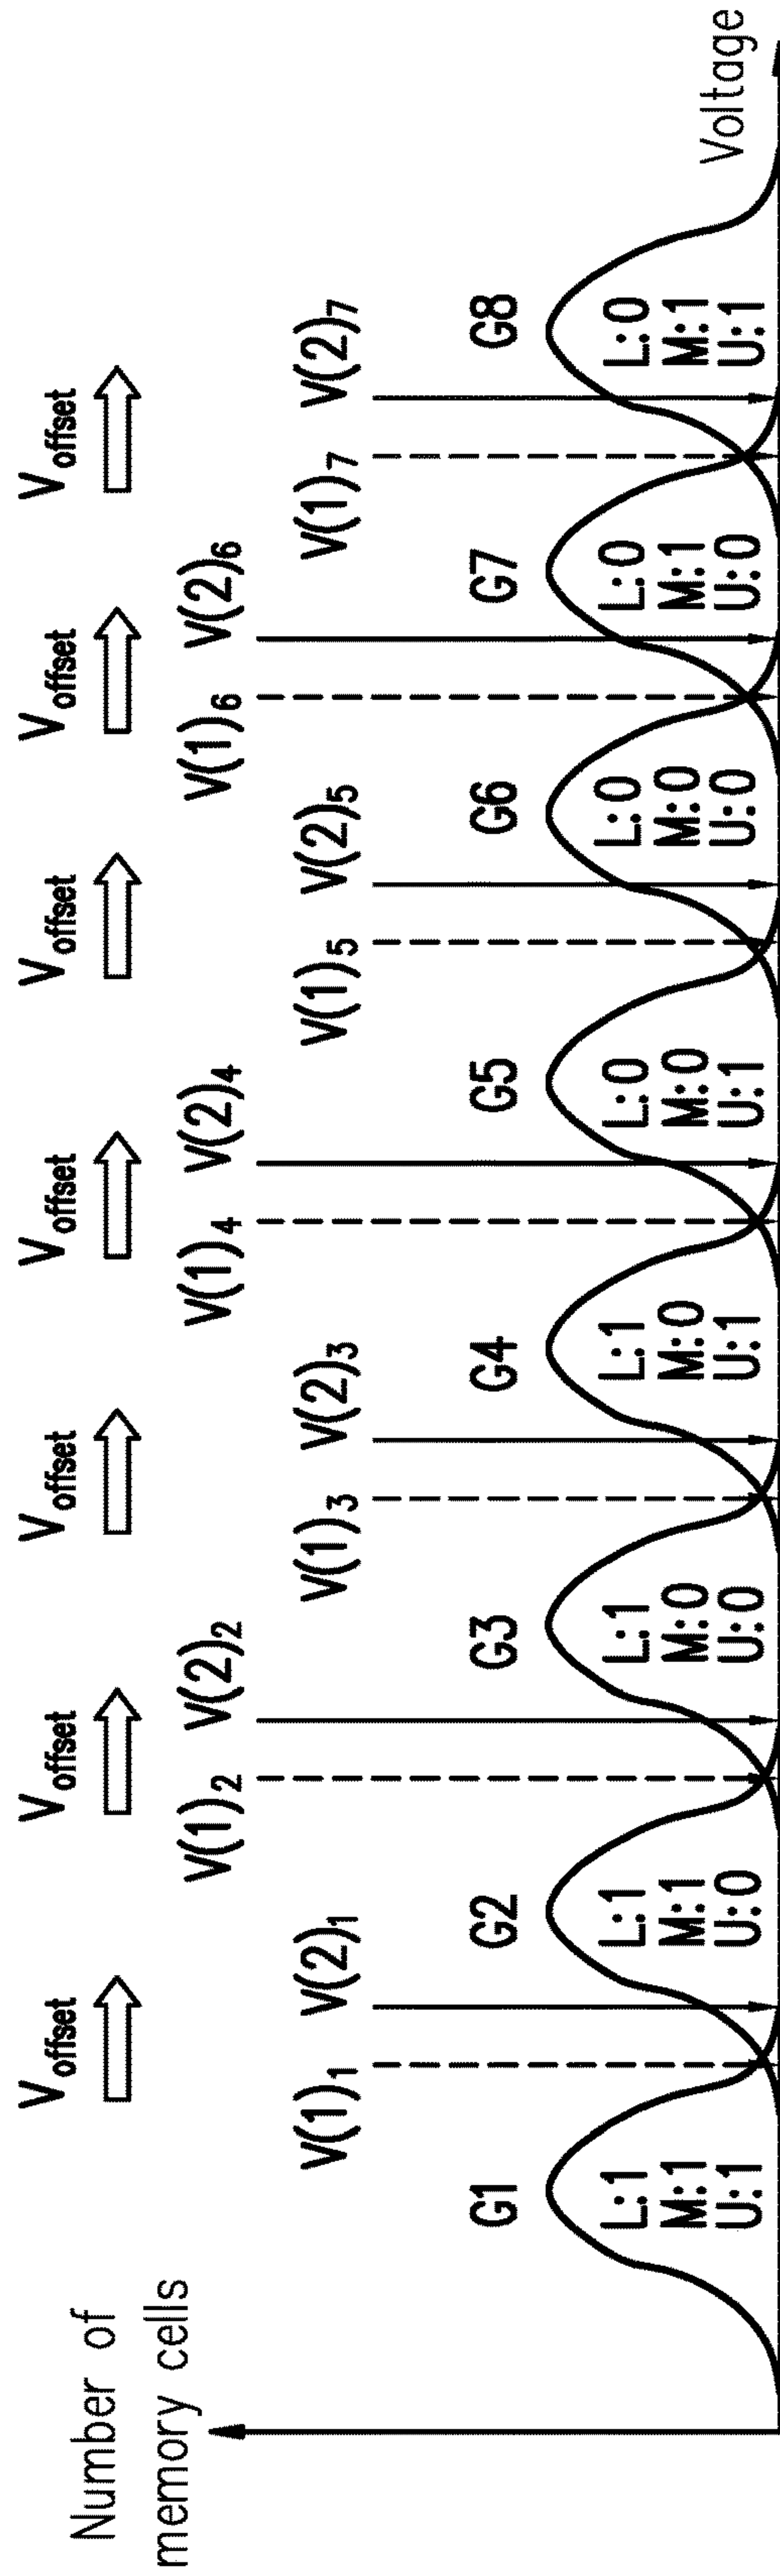 Number of
memory cells
Voffset Voffset Voffset Voffset Voffset Voffset Voffset
V(1)2 V(2)2 V(1)4 V(2)4 V(1)6 V(2)6
V(1)1 V(2)1 V(1)3 V(2)3 V(1)5 V(2)5 V(1)7 V(2)7
G1 G2 G3 G4 G5 G6 G7 G8
L:1 L:1 L:1 L:1 L:0 L:0 L:0 L:0
M:1 M:1 M:0 M:0 M:0 M:0 M:1 M:1
U:1 U:0 U:0 U:1 U:1 U:0 U:0 U:1
Voltage